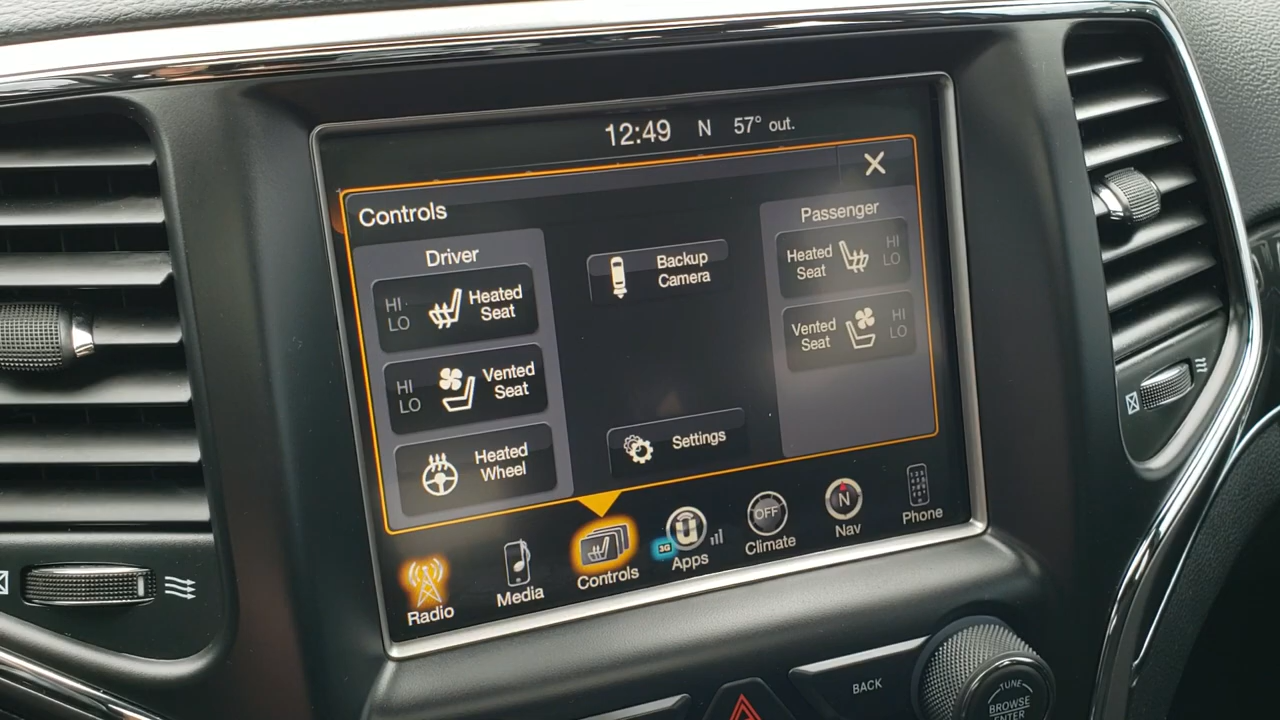 12:49 N 57° out.
Controls
Driver
HI
LO
Heated
Seat
HI
LO
Vented
Seat
Heated
Wheel
Backup
Camera
Settings
Passenger
Heated
Seat
HI
LO
Vented
Seat
HI
LO
Radio
Media
Controls
3G
Apps
OFF
Climate
N
Nav
Phone
BACK
TUNE
BROWSE
ENTER